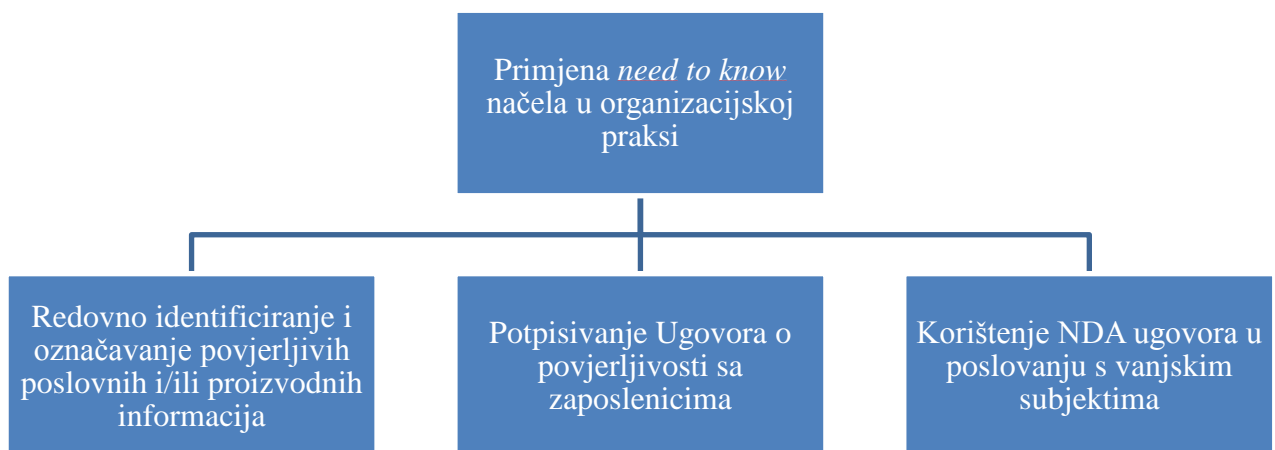 Primjena need to know
načela u organizacijskoj
praksi
Redovno identificiranje i
označavanje povjerljivih
poslovnih i/ili proizvodnih
informacija
Potpisivanje Ugovora o
povjerljivosti sa
zaposlenicima
Korištenje NDA ugovora u
poslovanju s vanjskim
subjektima